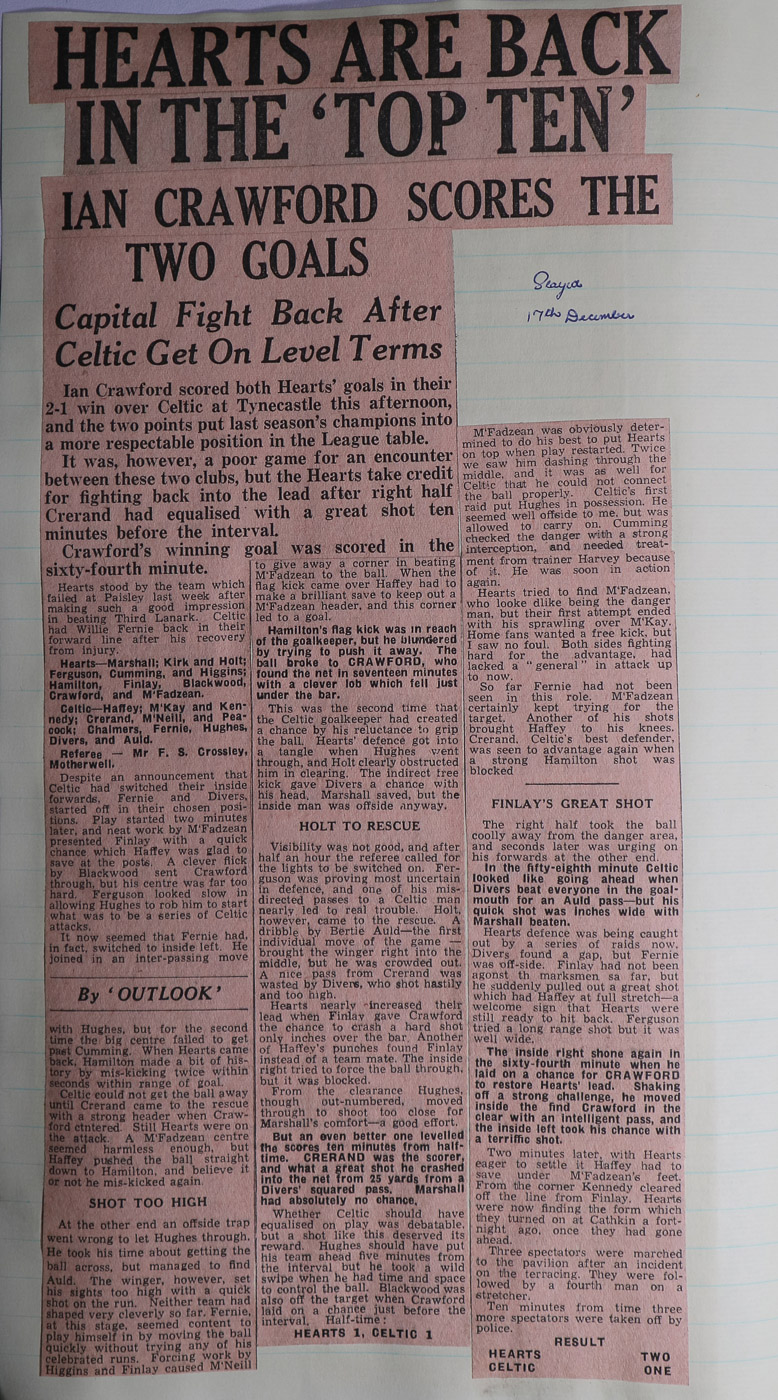 HEARTS ARE BACK
IN THE 'TOP TEN'
IAN CRAWFORD SCORES THE
TWO GOALS
Capital Fight Back After
Celtic Get On Level Terms
17th December
Ian Crawford scored both Hearts' goals in their
2-1 win over Celtic at Tynecastle this afternoon,
and the two points put last season's champions into
a more respectable position in the League table.
It was, however, a poor game for an encounter
between these two clubs, but the Hearts take credit
for fighting back into the lead after right half
Crerand had equalised with a great shot ten
minutes before the interval.
Crawford's winning goal was scored in the
sixty-fourth minute.
Hearts stood by the team which
failed at Paisley last week after
making such a good impression
in beating Third Lanark. Celtic
had Willie Fernie back in their
forward line after his recovery
from injury.
Hearts—Marshall; Kirk and Holt;
Ferguson, Cumming, and Higgins;
Hamilton, Finlay, Blackwood,
Crawford, and M'Fadzean.
Celtic—Haffey; M'Kay and Ken-
nedy; Crerand, M'Neill, and Pea-
cock; Chalmers, Fernie, Hughes,
Divers, and Auld.
Referee — Mr F. S. Crossley,
Motherwell.
Despite an announcement that
Celtic had switched their inside
forwards, Fernie and Divers,
started off in their chosen posi-
tions. Play started two minutes
later, and neat work by M'Fadzean
presented Finlay with a quick
chance which Haffey was glad to
save at the posts. A clever flick
by Blackwood sent Crawford
through, but his centre was far too
hard. Ferguson looked slow in
allowing Hughes to rob him to start
what was to be a series of Celtic
attacks.
It now seemed that Fernie had,
in fact, switched to inside left. He
joined in an inter-passing move
By 'OUTLOOK'
with Hughes, but for the second
time the big centre failed to get
past Cumming. When Hearts came
back, Hamilton made a bit of his-
tory by mis-kicking twice within
seconds within range of goal.
Celtic could not get the ball away
until Crerand came to the rescue
with a strong header when Craw-
ford cntered. Still Hearts were on
the attack. A M'Fadzean centre
seemed harmless enough, but
Haffey pushed the ball straight
down to Hamilton, and believe it
or not he mis-kicked again.
SHOT TOO HIGH
At the other end an offside trap
went wrong to let Hughes through.
He took his time about getting the
ball across, but managed to find
Auld. The winger, however, set
his sights too high with a quick
shot on the run. Neither team had
shaped very cleverly so far. Fernie,
at this stage, seemed content to
play himself in by moving the ball
quickly without trying any of his
celebrated runs. Forcing work by
Higgins and Finlay caused M'Neill
to give away a corner in beating
M'Fadzean to the ball. When the
flag kick came over Haffey had to
make a brilliant save to keep out a
M'Fadzean header, and this corner
led to a goal.
Hamilton's flag kick was in reach
of the goalkeeper, but he blundered
by trying to push it away. The
ball broke to CRAWFORD, who
found the net in seventeen minutes
with a clever lob which fell just
under the bar.
This was the second time that
the Celtic goalkeeper had created
a chance by his reluctance to grip
the ball. Hearts' defence got into
a tangle when Hughes went
through, and Holt clearly obstructed
him in clearing. The indirect free
kick gave Divers a chance with
his head. Marshall saved, but the
inside man was offside anyway.
HOLT TO RESCUE
Visibility was not good, and after
half an hour the referee called for
the lights to be switched on. Fer-
guson was proving most uncertain
in defence, and one of his mis-
directed passes to a Celtic man
nearly led to real trouble. Holt,
however, came to the rescue. A
dribble by Bertie Auld—the first
individual move of the game —
brought the winger right into the
middle, but he was crowded out.
A nice pass from Crerand was
wasted by Divers, who shot hastily
and too high.
Hearts nearly increased their
lead when Finlay gave Crawford
the chance to crash a hard shot
only inches over the bar. Another
of Haffey's punches found Finlay
instead of a team mate. The inside
right tried to force the ball through,
but it was blocked.
From the clearance Hughes,
though out-numbered, moved
through to shoot too close for
Marshall's comfort—a good effort.
But an even better one levelled
the scores ten minutes from half-
time. CRERAND was the scorer,
and what a great shot he crashed
into the net from 25 yards from a
Divers' squared pass. Marshall
had absolutely no chance.
Whether Celtic should have
equalised on play was debatable,
but a shot like this deserved its
reward. Hughes should have put
his team ahead five minutes from
the interval but he took a wild
swipe when he had time and space
to control the ball. Blackwood was
also off the target when Crawford
laid on a chance just before the
interval. Half-time:
HEARTS 1, CELTIC 1
M'Fadzean was obviously deter-
mined to do his best to put Hearts
on top when play restarted. Twice
we saw him dashing through the
middle, and it was as well for
Celtic that he could not connect
the ball properly. Celtic's first
raid put Hughes in possession. He
seemed well offside to me, but was
allowed to carry on. Cumming
checked the danger with a strong
interception, and needed treat-
ment from trainer Harvey because
of it. He was soon in action
again.
Hearts tried to find M'Fadzean,
who looke dlike being the danger
man, but their first attempt ended
with his sprawling over M'Kay.
Home fans wanted a free kick, but
I saw no foul. Both sides fighting
hard for the advantage, had
lacked a "general" in attack up
to now.
So far Fernie had not been
seen in this role. M'Fadzean
certainly kept trying for the
target. Another of his shots
brought Haffey to his knees.
Crerand, Celtic's best defender,
was seen to advantage again when
a strong Hamilton shot was
blocked
FINLAY'S GREAT SHOT
The right half took the ball
coolly away from the danger area,
and seconds later was urging on
his forwards at the other end.
In the fifty-eighth minute Celtic
looked like going ahead when
Divers beat everyone in the goal-
mouth for an Auld pass—but his
quick shot was inches wide with
Marshall beaten.
Hearts defence was being caught
out by a series of raids now.
Divers found a gap, but Fernie
was off-side. Finlay had not been
agonst th marksmen sa far, but
he suddenly pulled out a great shot
which had Haffey at full stretch—a
welcome sign that Hearts were
still ready to hit back. Ferguson
tried a long range shot but it was
well wide.
The inside right shone again in
the sixty-fourth minute when he
laid on a chance for CRAWFORD
to restore Hearts' lead. Shaking
off a strong challenge, he moved
inside the find Crawford in the
clear with an intelligent pass, and
the inside left took his chance with
a terrific shot.
Two minutes later, with Hearts
eager to settle it Haffey had to
save under M'Fadzean's feet.
From the corner Kennedy cleared
off the line from Finlay. Hearts
were now finding the form which
they turned on at Cathkin a fort-
night ago, once they had gone
ahead.
Three spectators were marched
to the pavilion after an incident
on the terracing. They were fol-
lowed by a fourth man on a
stretcher.
Ten minutes from time three
more spectators were taken off by
police.
RESULT
HEARTS TWO
CELTIC ONE